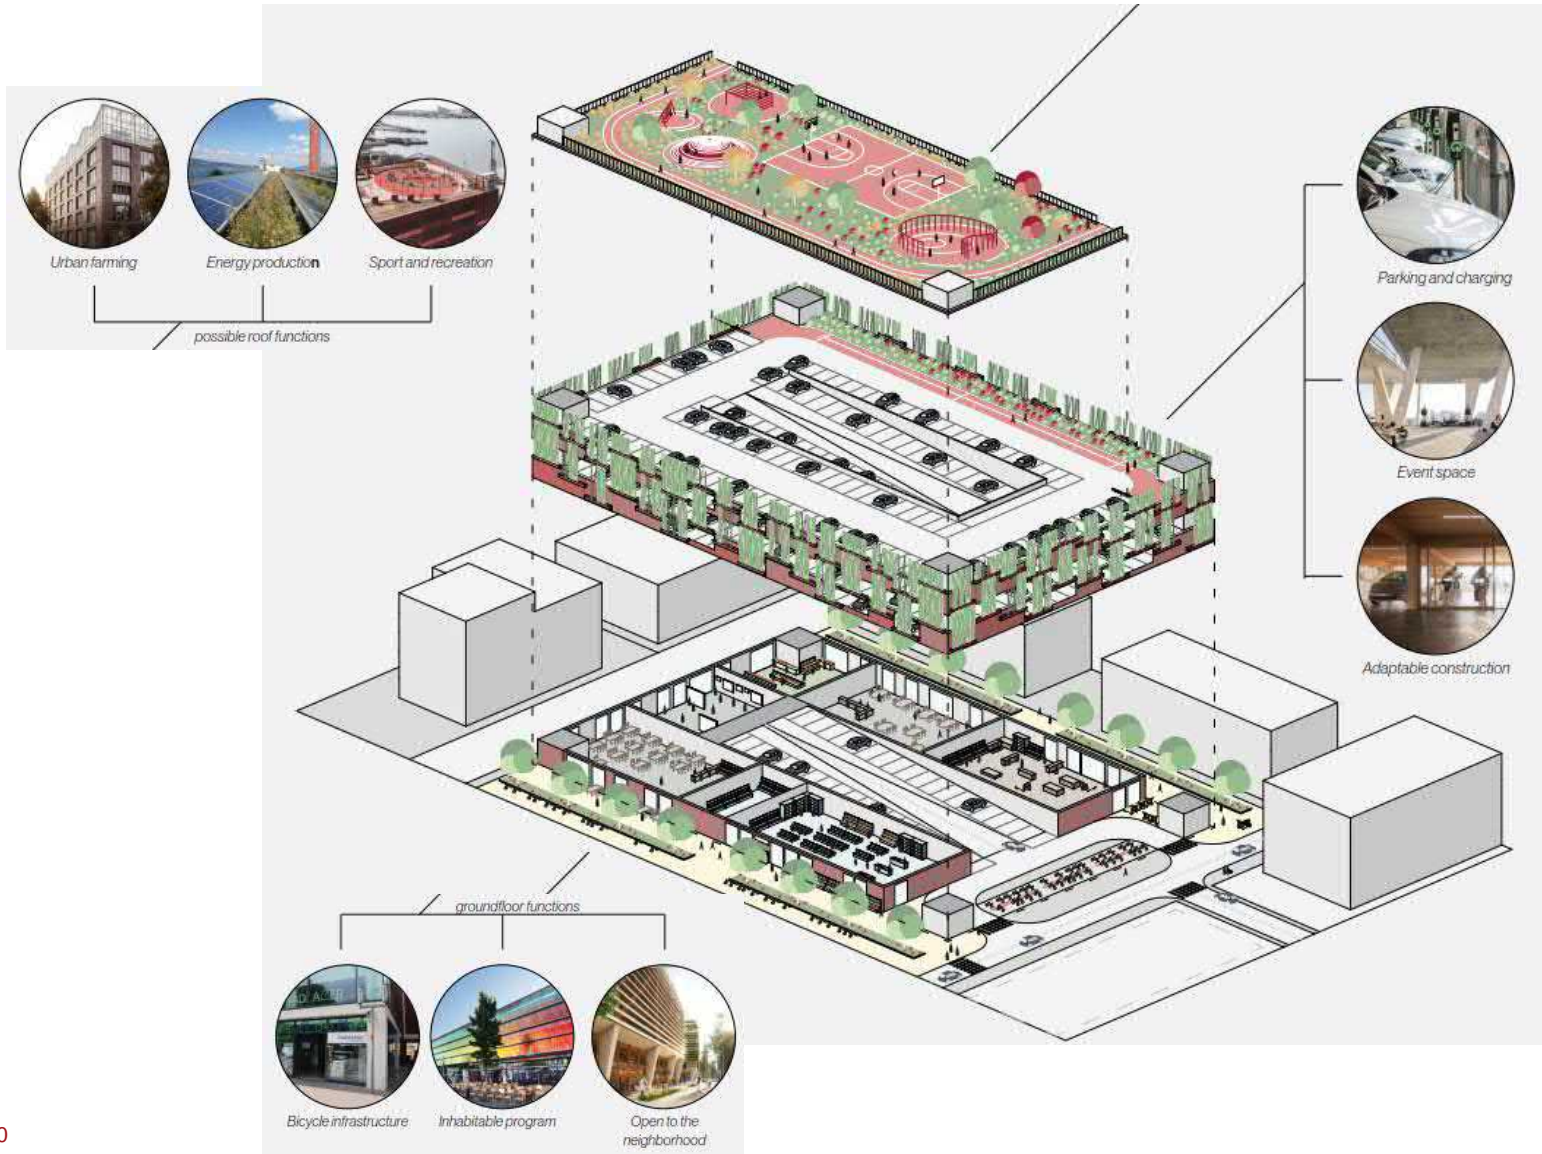 Urban farming
Energy production
Sport and recreation
possible roof functions
Parking and charging
Event space
Adaptable construction
groundfloor functions
Bicycle infrastructure
Inhabitable program
Open to the
neighborhood
0